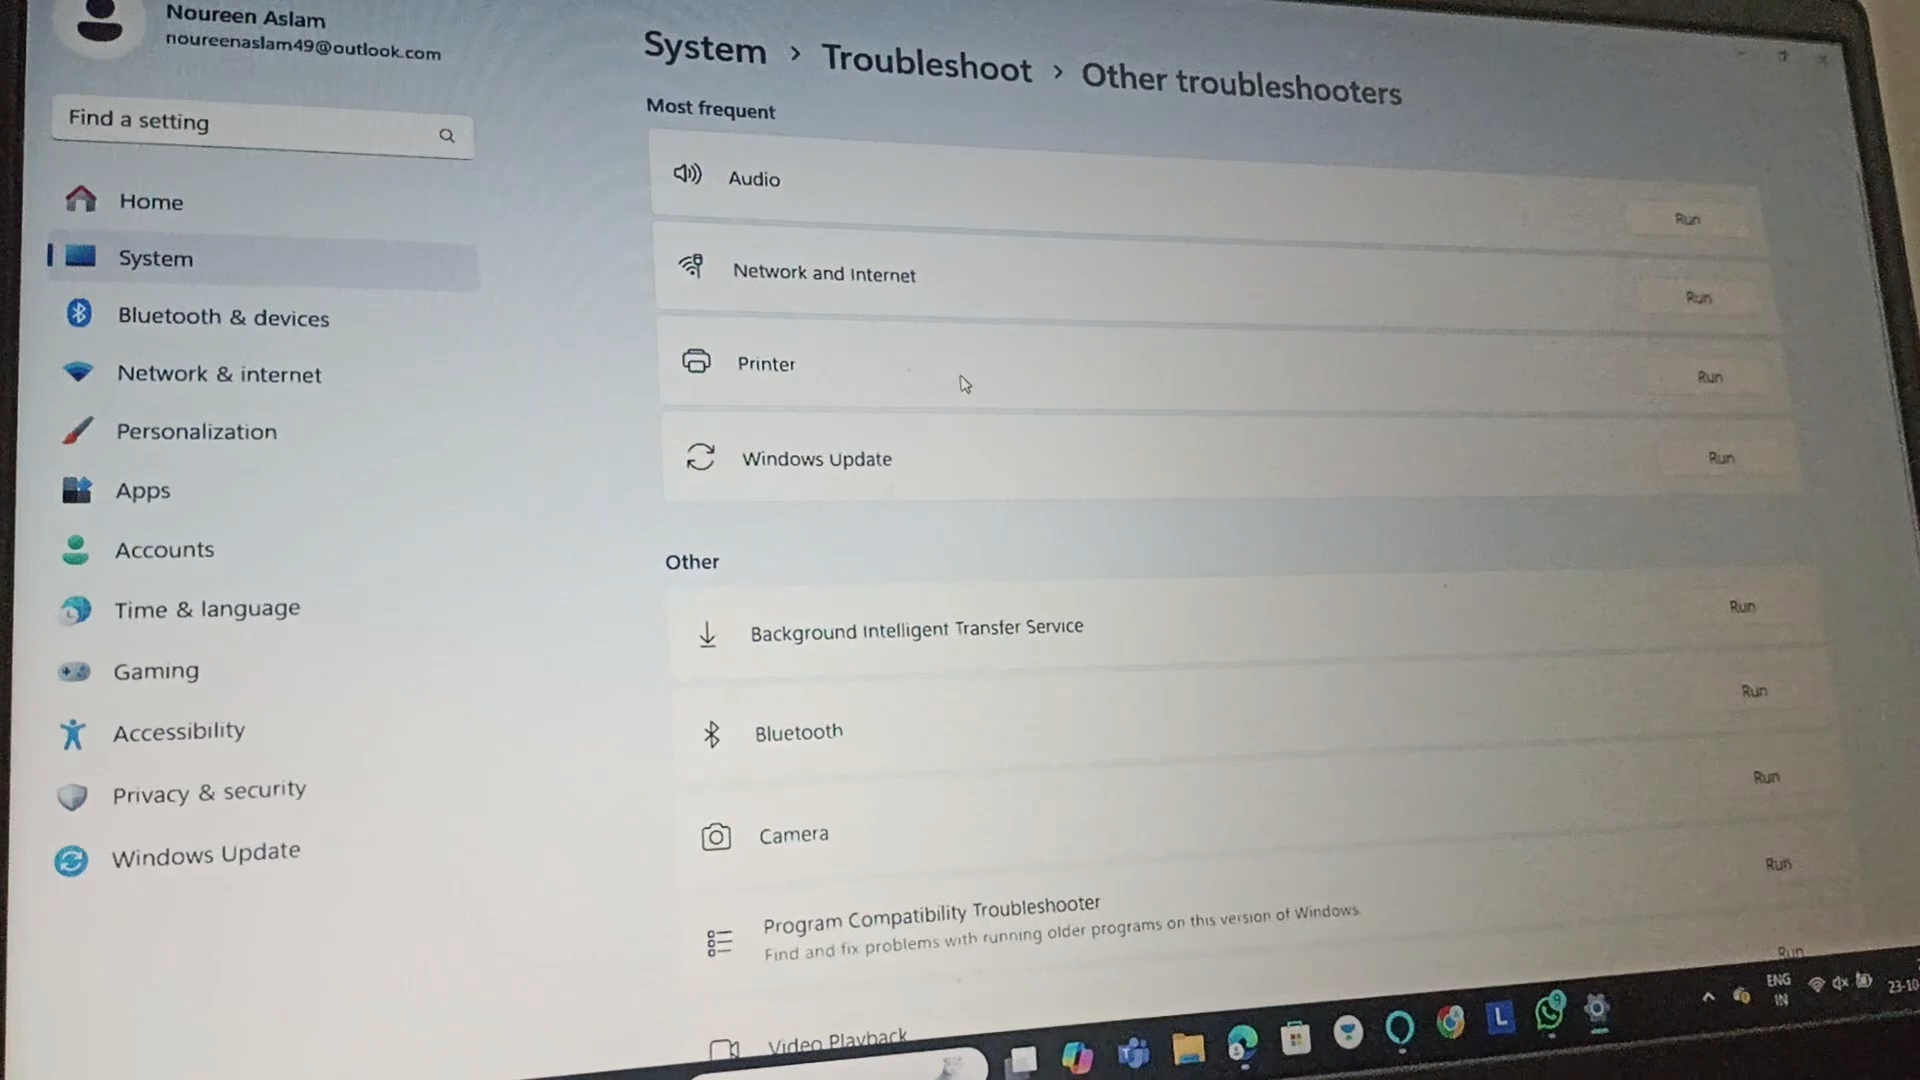 Noureen Aslam
noureenaslam49@outlook.com
Find a setting
Home
System
Bluetooth & devices
Network & internet
Personalization
Apps
Accounts
Time & language
Gaming
Accessibility
Privacy & security
Windows Update
System > Troubleshoot > Other troubleshooters
Most frequent
Audio
Run
Network and Internet
Run
Printer
Run
Windows Update
Run
Other
Background Intelligent Transfer Service
Run
Bluetooth
Run
Camera
Run
Program Compatibility Troubleshooter
Find and fix problems with running older programs on this version of Windows.
Run
Video Playback
Run
ENG
IN
23-10